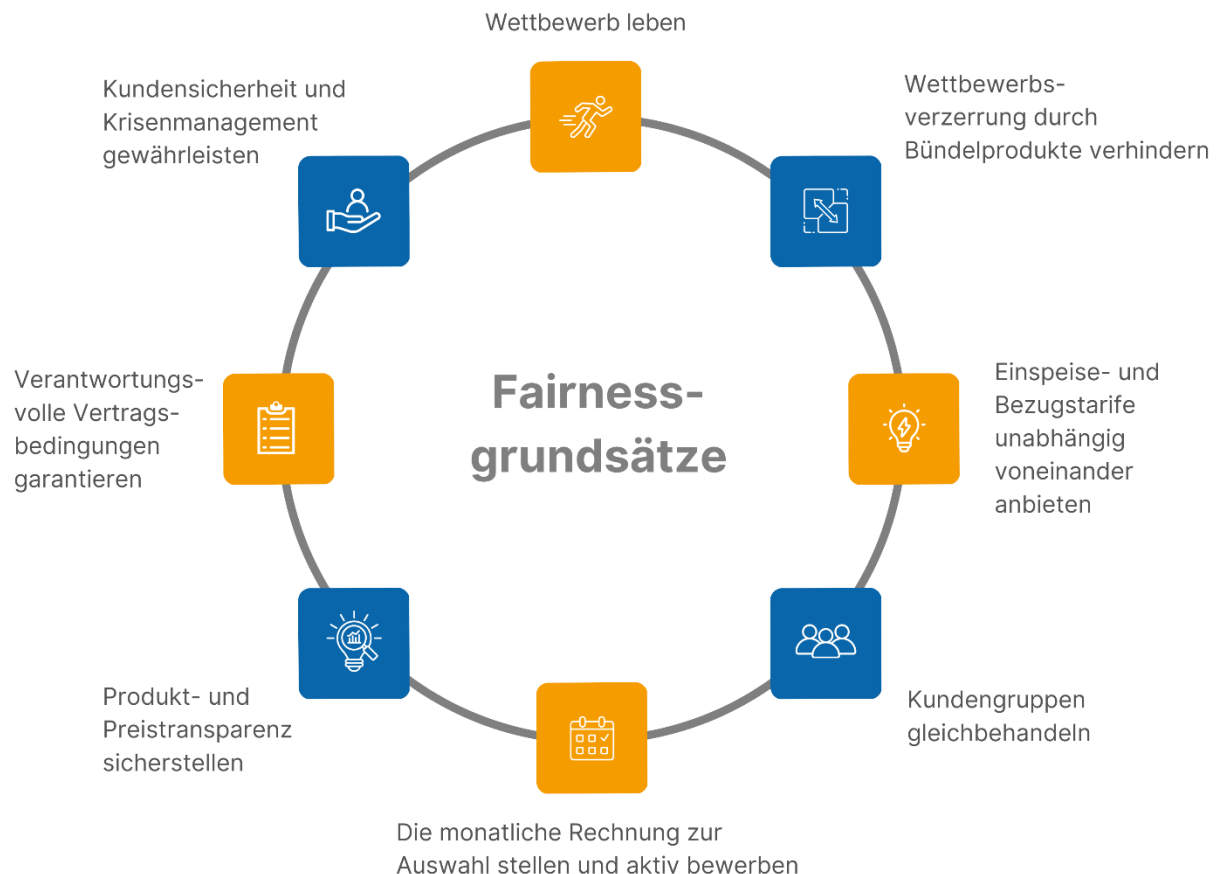 Wettbewerb leben
Wettbewerbs-
verzerrung durch
Bündelprodukte verhindern
Einspeise- und
Bezugstarife
unabhängig
voneinander
anbieten
Kundengruppen
gleichbehandeln
Die monatliche Rechnung zur
Auswahl stellen und aktiv bewerben
Produkt- und
Preistransparenz
sicherstellen
Verantwortungs-
volle Vertrags-
bedingungen
garantieren
Kundensicherheit und
Krisenmanagement
gewährleisten
Fairness-
grundsätze